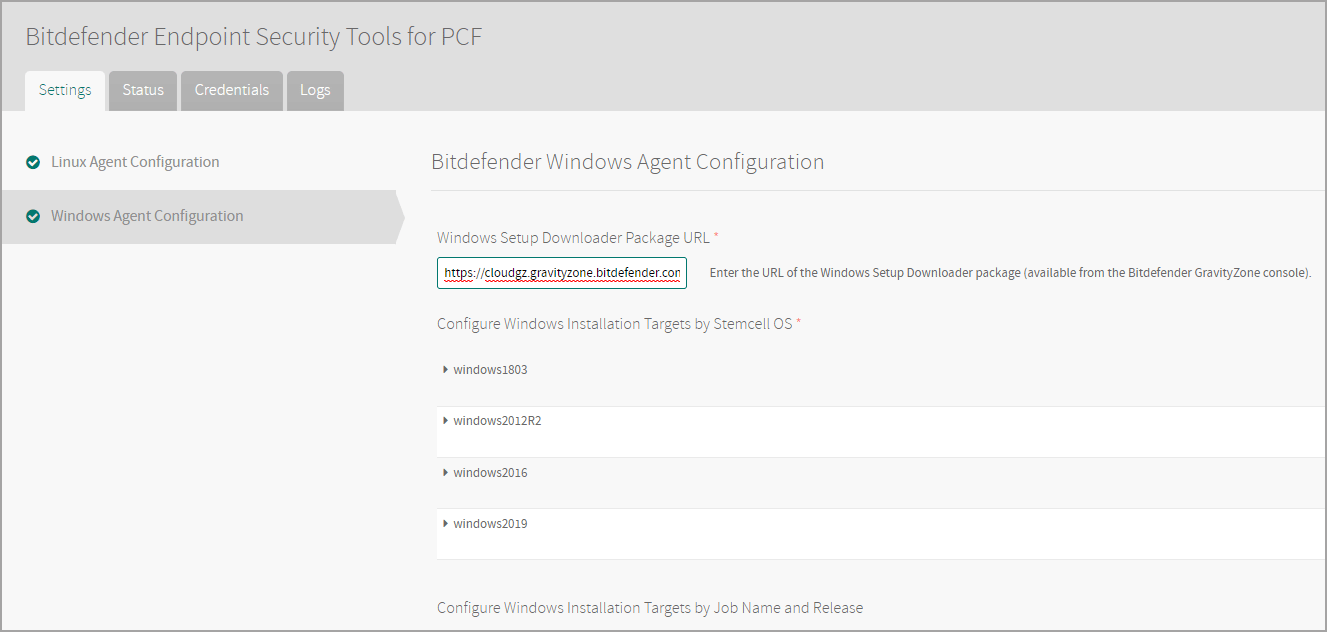 Bitdefender Endpoint Security Tools for PCF
Settings Status Credentials Logs
Linux Agent Configuration
Windows Agent Configuration
Bitdefender Windows Agent Configuration
Windows Setup Downloader Package URL *
https://cloudgz.gravityzone.bitdefender.con
Enter the URL of the Windows Setup Downloader package (available from the Bitdefender GravityZone console).
Configure Windows Installation Targets by Stemcell OS *
windows1803
windows2012R2
windows2016
windows2019
Configure Windows Installation Targets by Job Name and Release